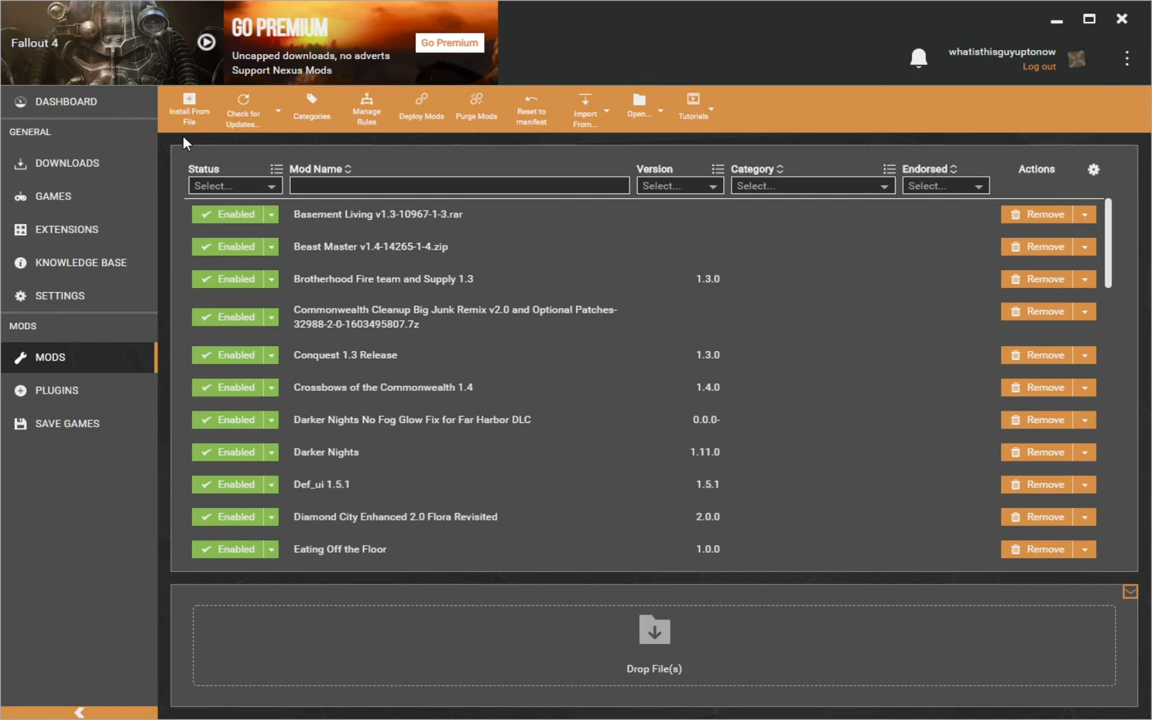 Fallout 4
GO PREMIUM
Uncapped downloads, no adverts
Support Nexus Mods
Go Premium
whatisthisguyuptonow
Log out
DASHBOARD
GENERAL
DOWNLOADS
GAMES
EXTENSIONS
KNOWLEDGE BASE
SETTINGS
MODS
MODS
PLUGINS
SAVE GAMES
Install From
File
Check for
Updates...
Categories
Manage
Rules
Deploy Mods
Purge Mods
Reset to
manifest
Import
From...
Open...
Tutorials
Status Mod Name Version Category Endorsed Actions
Select... Select... Select... Select...
Enabled Basement Living v1.3-10967-1-3.rar Remove
Enabled Beast Master v1.4-14265-1-4.zip Remove
Enabled Brotherhood Fire team and Supply 1.3 1.3.0 Remove
Enabled Commonwealth Cleanup Big Junk Remix v2.0 and Optional Patches- Remove
32988-2-0-1603495807.7z
Enabled Conquest 1.3 Release 1.3.0 Remove
Enabled Crossbows of the Commonwealth 1.4 1.4.0 Remove
Enabled Darker Nights No Fog Glow Fix for Far Harbor DLC 0.0.0- Remove
Enabled Darker Nights 1.11.0 Remove
Enabled Def_ui 1.5.1 1.5.1 Remove
Enabled Diamond City Enhanced 2.0 Flora Revisited 2.0.0 Remove
Enabled Eating Off the Floor 1.0.0 Remove
Drop File(s)